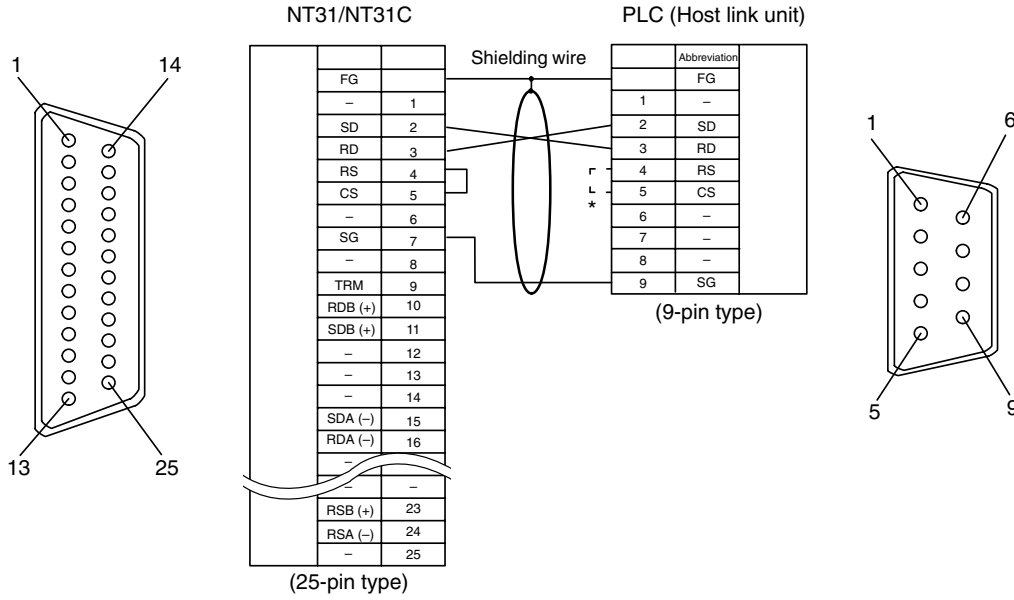 NT31/NT31C
PLC (Host link unit)
1
14
13
25
Shielding wire
FG
– 1
SD 2
RD 3
RS 4
CS 5
– 6
SG 7
– 8
TRM 9
RDB (+) 10
SDB (+) 11
– 12
– 13
– 14
SDA (–) 15
RDA (–) 16
–
– –
RSB (+) 23
RSA (–) 24
– 25
(25-pin type)
Abbreviation
FG
1 –
2 SD
3 RD
4 RS
5 CS
*
6 –
7 –
8 –
9 SG
(9-pin type)
1
6
5
9